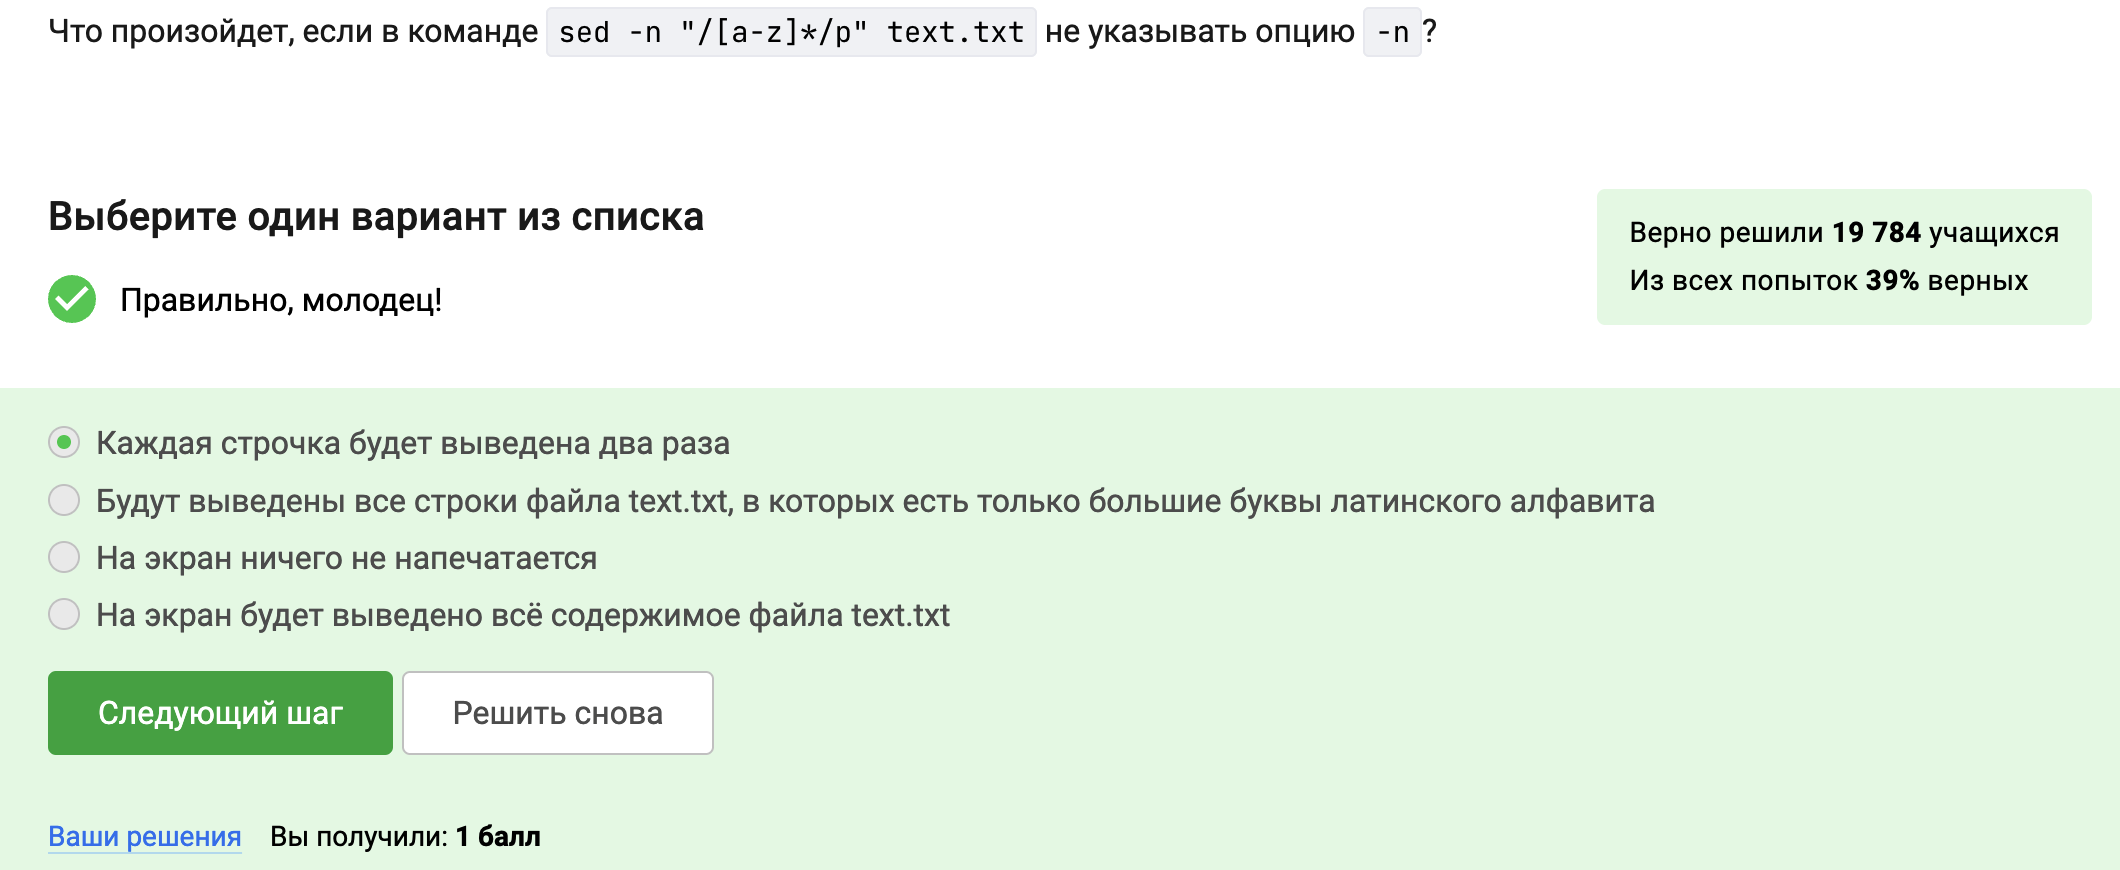 Что произойдет, если в команде sed -n "/[a-z]*/p" text.txt не указывать опцию -n?
Выберите один вариант из списка
Правильно, молодец!
Верно решили 19 784 учащихся
Из всех попыток 39% верных
Каждая строчка будет выведена два раза
Будут выведены все строки файла text.txt, в которых есть только большие буквы латинского алфавита
На экран ничего не напечатается
На экран будет выведено всё содержимое файла text.txt
Следующий шаг Решить снова
Ваши решения Вы получили: 1 балл